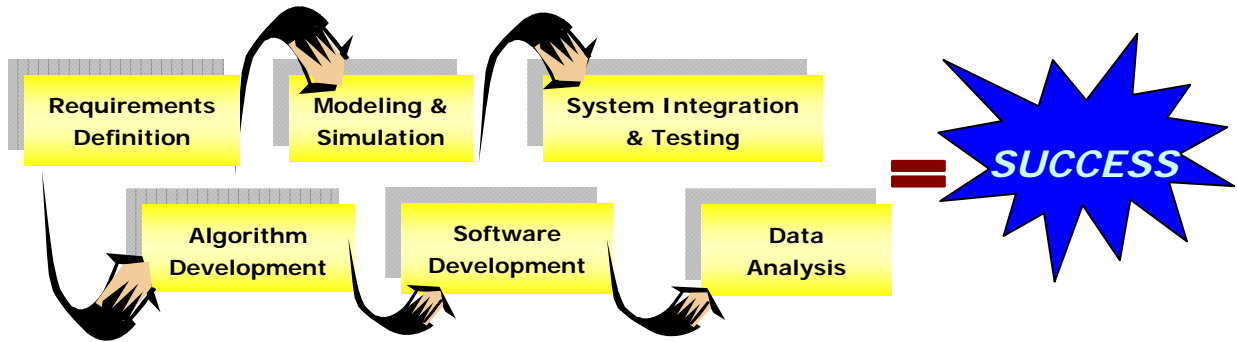 Requirements
Definition
Algorithm
Development
Modeling &
Simulation
Software
Development
System Integration
& Testing
Data
Analysis
=
SUCCESS